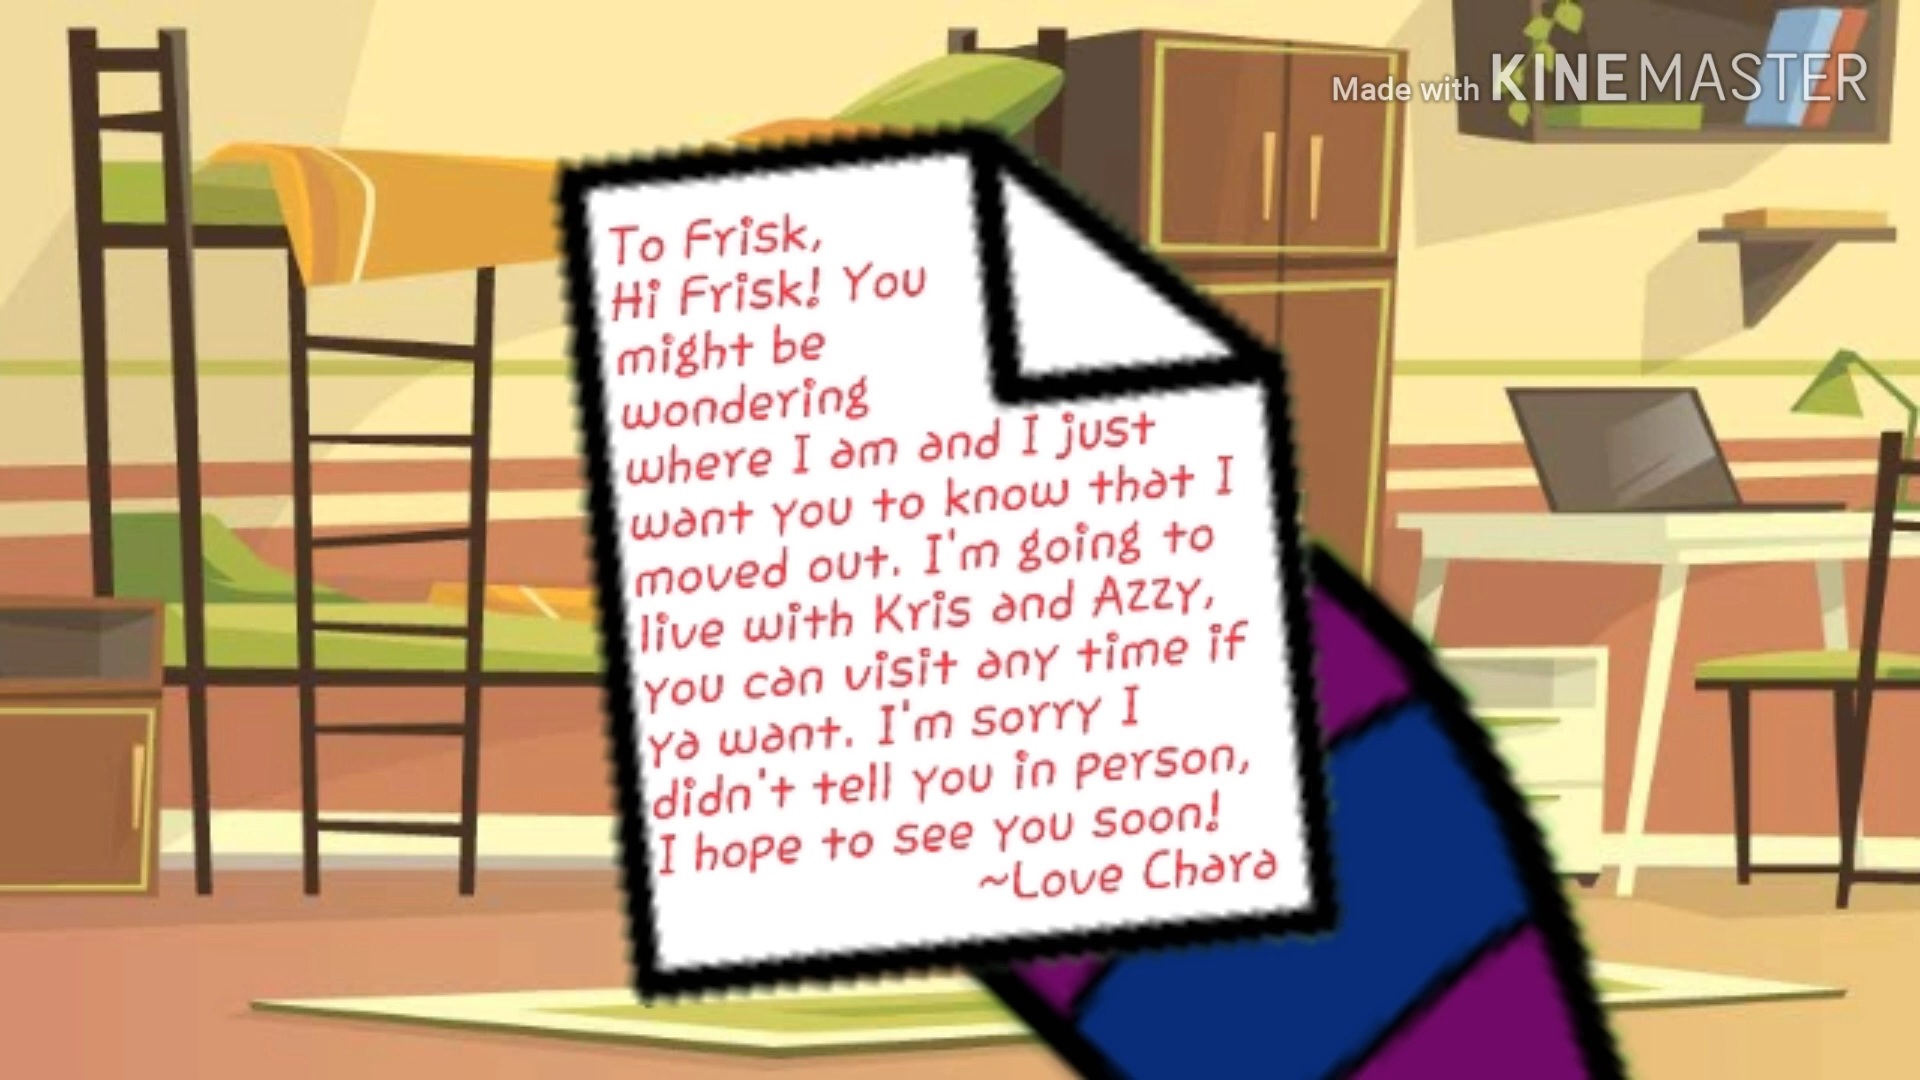 Made with KINEMASTER
To Frisk,
Hi Frisk! You
might be
wondering
where I am and I just
want you to know that I
moved out. I'm going to
live with Kris and Azzy,
you can visit any time if
ya want. I'm sorry I
didn't tell you in person,
I hope to see you soon!
~Love Chara